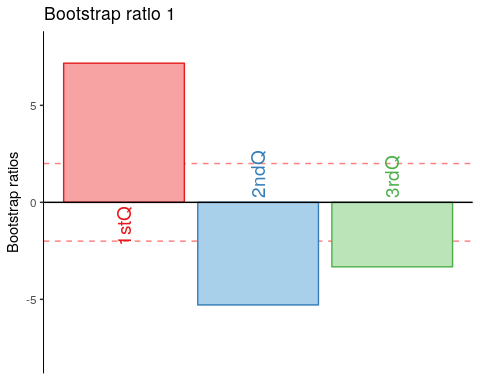 Bootstrap ratio 1
Bootstrap ratios
5
0
-5
1stQ
2ndQ
3rdQ